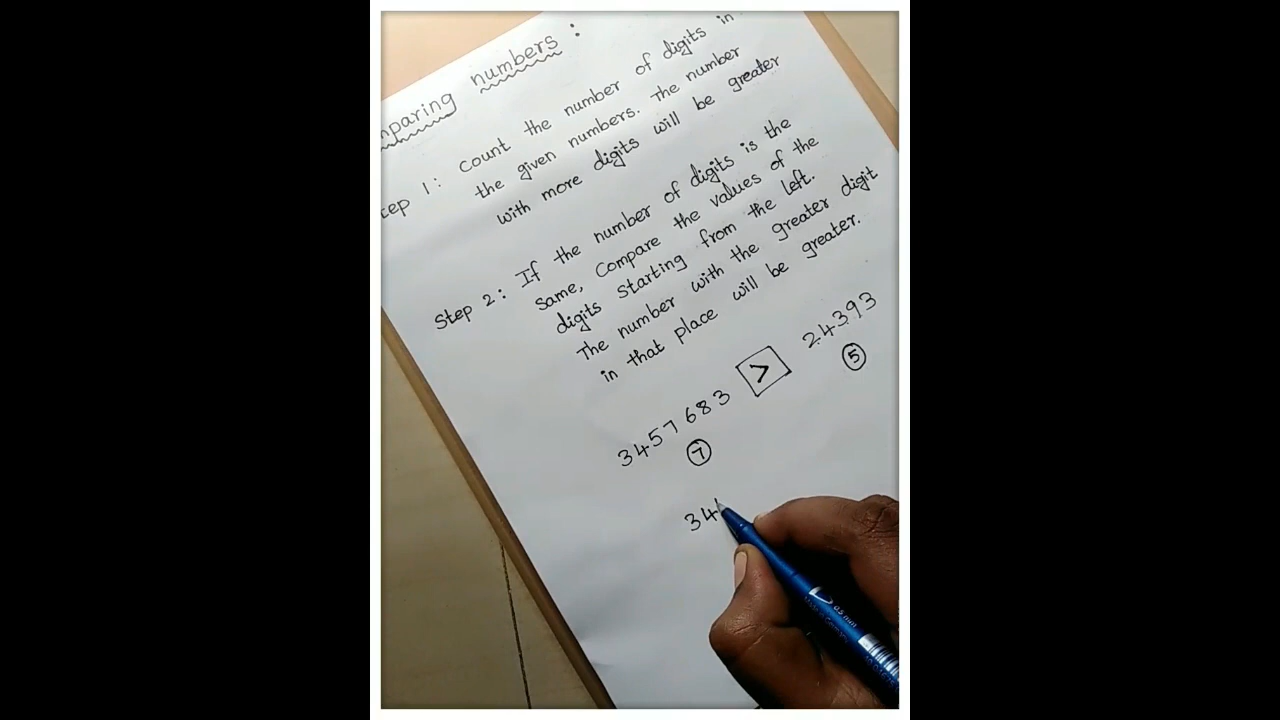 mparing numbers:
tep 1: Count the number of digits in
the given numbers. The number
with more digits will be greater
Step 2: If the number of digits is the
same, Compare the values of the
digits starting from the left.
The number with the greater digit
in that place will be greater.
3457683 > 24393
7 5
34